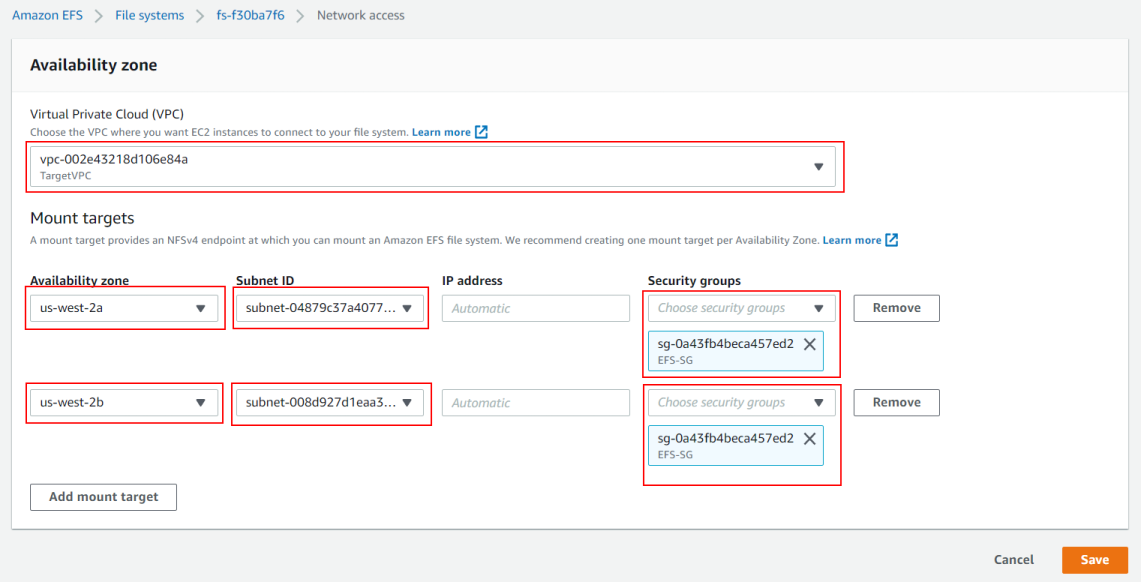 Amazon EFS > File systems > fs-f30ba7f6 > Network access
Availability zone
Virtual Private Cloud (VPC)
Choose the VPC where you want EC2 instances to connect to your file system. Learn more
vpc-002e43218d106e84a
TargetVPC
Mount targets
A mount target provides an NFSv4 endpoint at which you can mount an Amazon EFS file system. We recommend creating one mount target per Availability Zone. Learn more
Availability zone Subnet ID IP address Security groups
us-west-2a subnet-04879c37a4077... Automatic Choose security groups Remove
sg-0a43fb4beca457ed2
EFS-SG
us-west-2b subnet-008d927d1eaa3... Automatic Choose security groups Remove
sg-0a43fb4beca457ed2
EFS-SG
Add mount target
Cancel Save